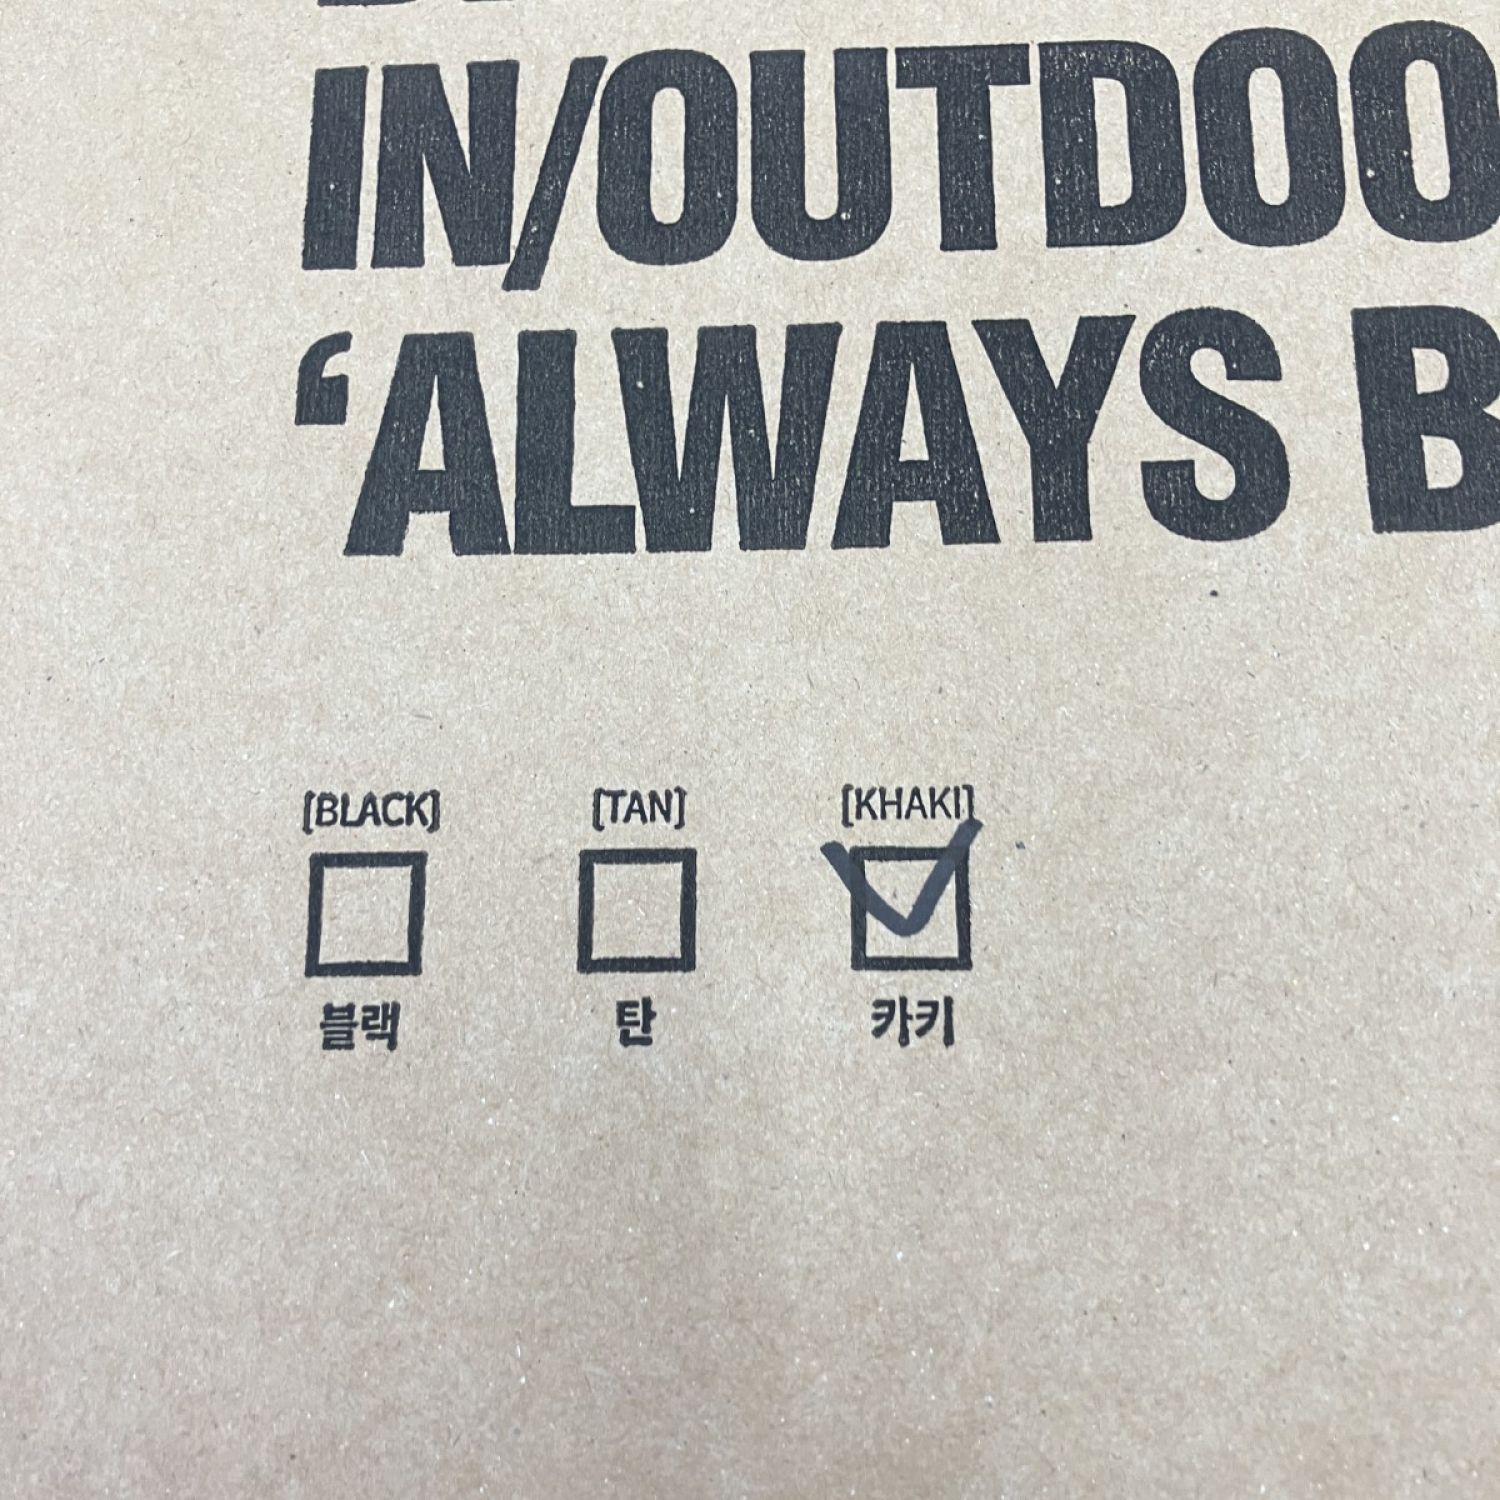 IN/OUTDOO
‘ALWAYS B
[BLACK] [TAN] [KHAKI]
블랙 탄 카키